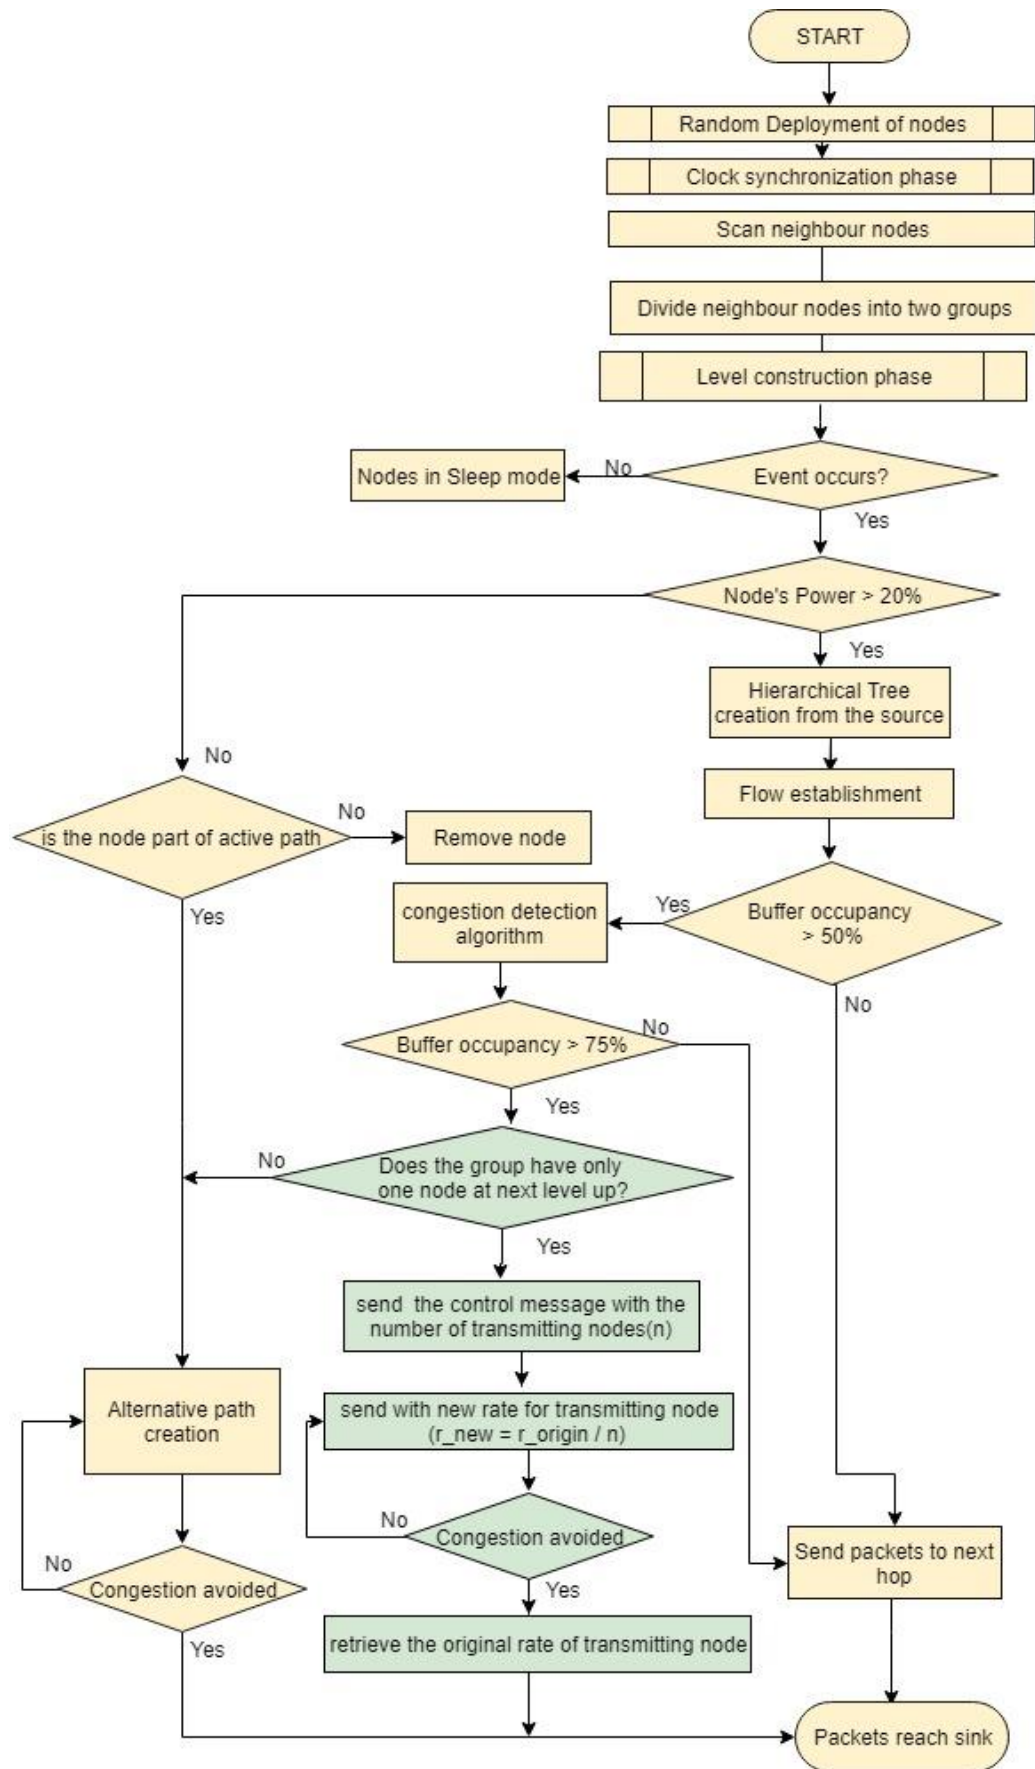 START
Random Deployment of nodes
Clock synchronization phase
Scan neighbour nodes
Divide neighbour nodes into two groups
Level construction phase
Nodes in Sleep mode
No
Event occurs?
Yes
Node's Power > 20%
Yes
Hierarchical Tree
creation from the source
No
Flow establishment
is the node part of active path
No
Remove node
Yes
congestion detection
algorithm
Yes
Buffer occupancy
> 50%
No
Buffer occupancy > 75%
No
Yes
No
Does the group have only
one node at next level up?
Yes
send the control message with the
number of transmitting nodes(n)
Alternative path
creation
send with new rate for transmitting node
(r_new = r_origin / n)
No
Congestion avoided
Yes
Send packets to next
hop
No
Congestion avoided
Yes
retrieve the original rate of transmitting node
Packets reach sink